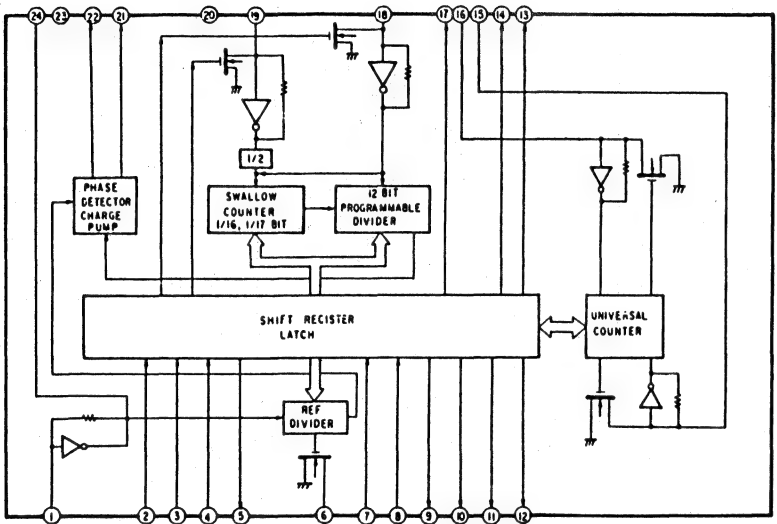 24 23 22 21 20 19 18 17 16 15 14 13
1/2
PHASE
DETECTOR
CHARGE
PUMP
SWALLOW
COUNTER
1/16, 1/17 BIT
12 BIT
PROGRAMMABLE
DIVIDER
SHIFT REGISTER
LATCH
UNIVERSAL
COUNTER
REF
DIVIDER
1 2 3 4 5 6 7 8 9 10 11 12